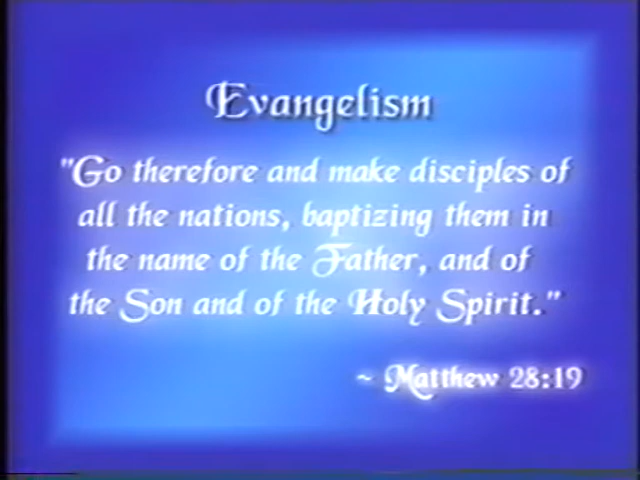 Evangelism
"Go therefore and make disciples of
all the nations, baptizing them in
the name of the Father, and of
the Son and of the Holy Spirit."
~ Matthew 28:19